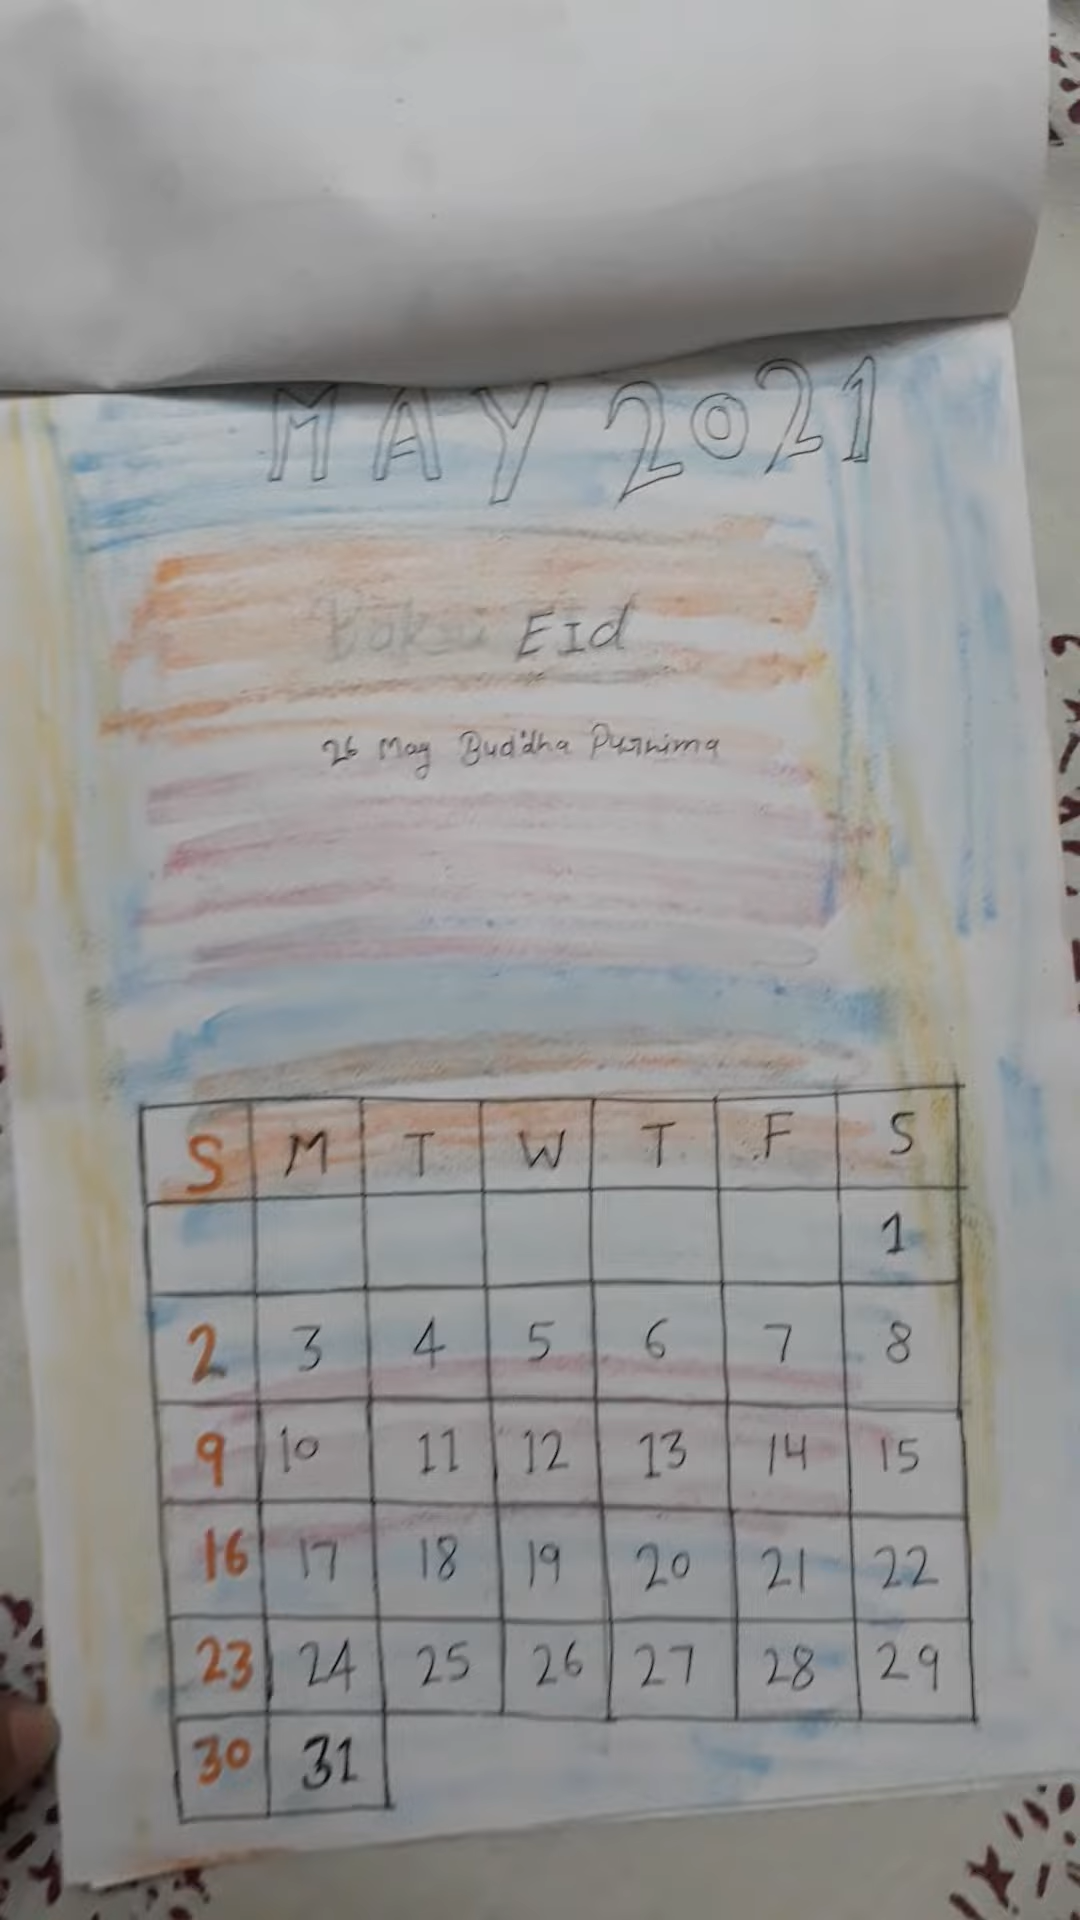 MAY 2021
EId
26 May Buddha Purnima
S M T W T F S
1
2 3 4 5 6 7 8
9 10 11 12 13 14 15
16 17 18 19 20 21 22
23 24 25 26 27 28 29
30 31